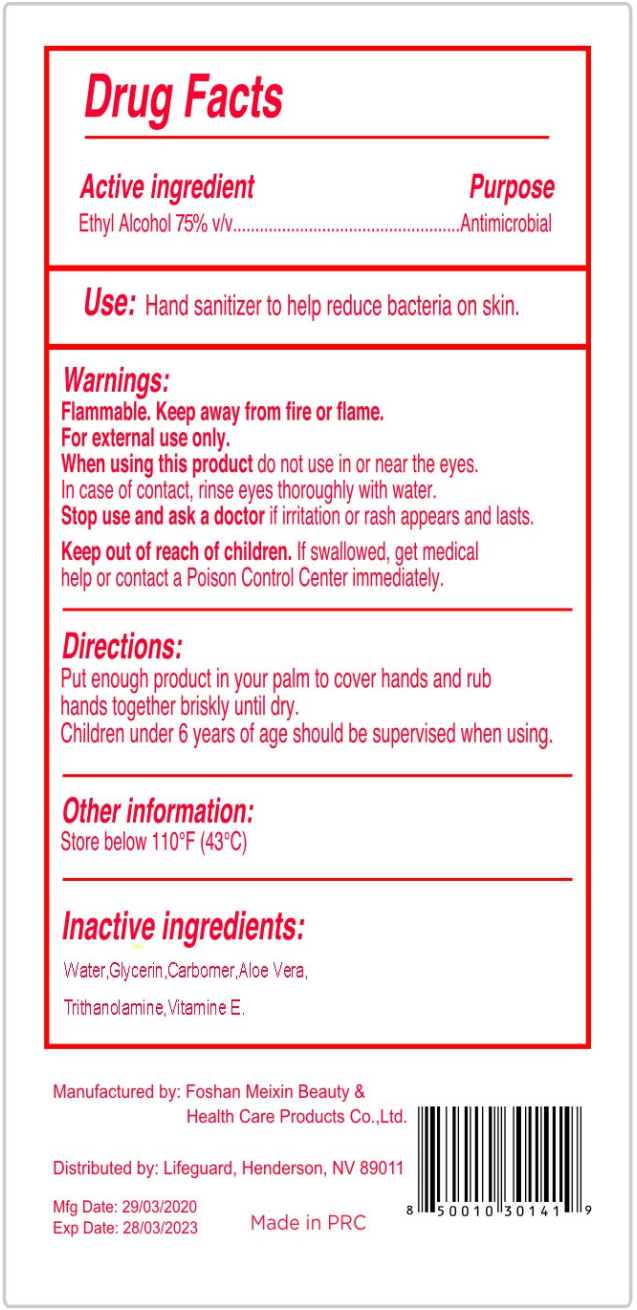 Drug Facts
Active ingredient Purpose
Ethyl Alcohol 75% v/v...................................................Antimicrobial
Use: Hand sanitizer to help reduce bacteria on skin.
Warnings:
Flammable. Keep away from fire or flame.
For external use only.
When using this product do not use in or near the eyes.
In case of contact, rinse eyes thoroughly with water.
Stop use and ask a doctor if irritation or rash appears and lasts.
Keep out of reach of children. If swallowed, get medical
help or contact a Poison Control Center immediately.
Directions:
Put enough product in your palm to cover hands and rub
hands together briskly until dry.
Children under 6 years of age should be supervised when using.
Other information:
Store below 110°F (43°C)
Inactive ingredients:
Water,Glycerin,Carbomer,Aloe Vera,
Trithanolamine,Vitamine E.
Manufactured by: Foshan Meixin Beauty &
Health Care Products Co.,Ltd.
Distributed by: Lifeguard, Henderson, NV 89011
Mfg Date: 29/03/2020
Exp Date: 28/03/2023
Made in PRC
8 50010 30141 9